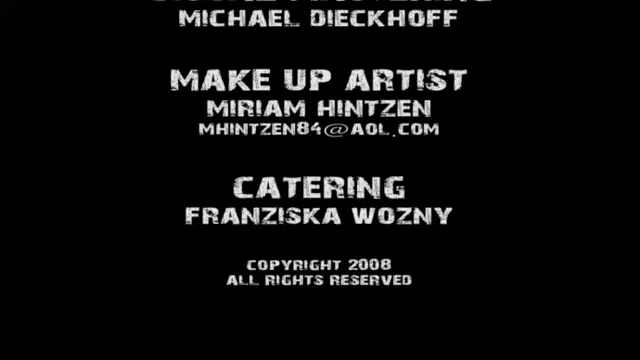 MICHAEL DIECKHOFF
MAKE UP ARTIST
MIRIAM HINTZEN
MHINTZEN84@AOL.COM
CATERING
FRANZISKA WOZNY
COPYRIGHT 2008
ALL RIGHTS RESERVED